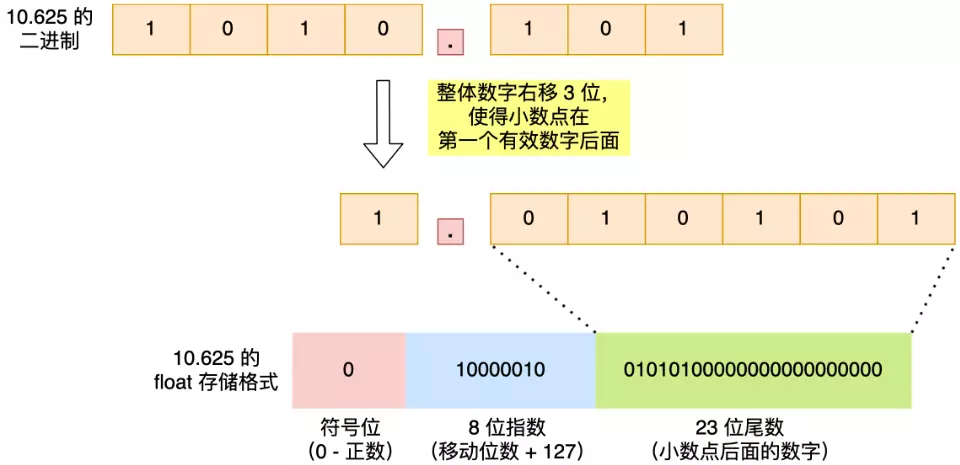 10.625 的
二进制
1 0 1 0 . 1 0 1
整体数字右移 3 位，
使得小数点在
第一个有效数字后面
1 . 0 1 0 1 0 1
10.625 的
float 存储格式
0 10000010 01010100000000000000000
符号位 8 位指数 23 位尾数
（0 - 正数） （移动位数 + 127） （小数点后面的数字）